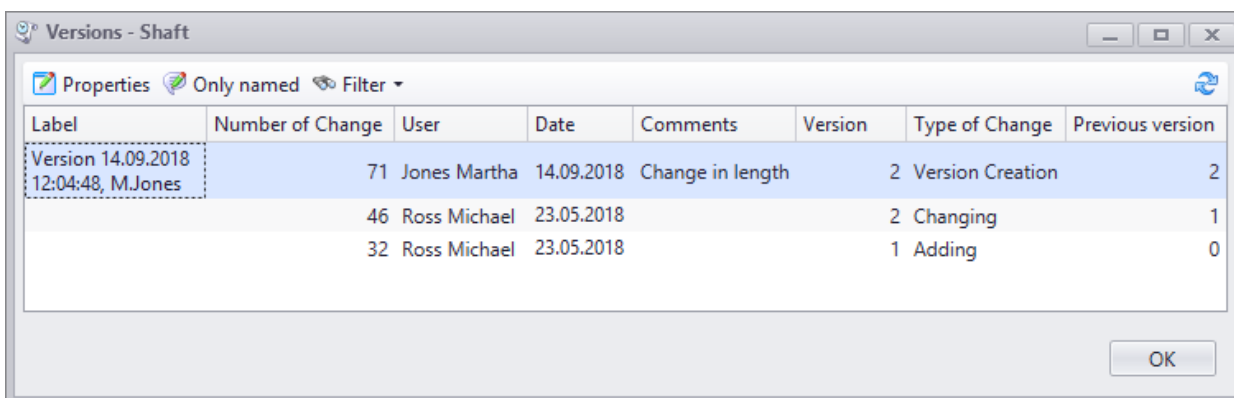 Versions - Shaft
Properties Only named Filter
Label Number of Change User Date Comments Version Type of Change Previous version
Version 14.09.2018
12:04:48, M.Jones
71 Jones Martha 14.09.2018 Change in length 2 Version Creation 2
46 Ross Michael 23.05.2018 2 Changing 1
32 Ross Michael 23.05.2018 1 Adding 0
OK